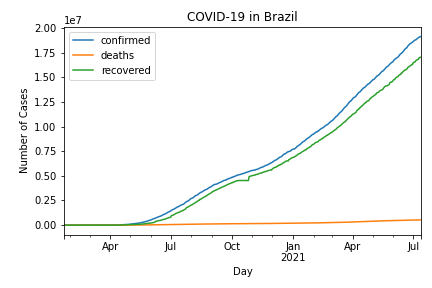 COVID-19 in Brazil
1e7
confirmed
deaths
recovered
2.00
1.75
1.50
1.25
1.00
0.75
0.50
0.25
0.00
Number of Cases
Apr Jul Oct Jan Apr Jul
2021
Day